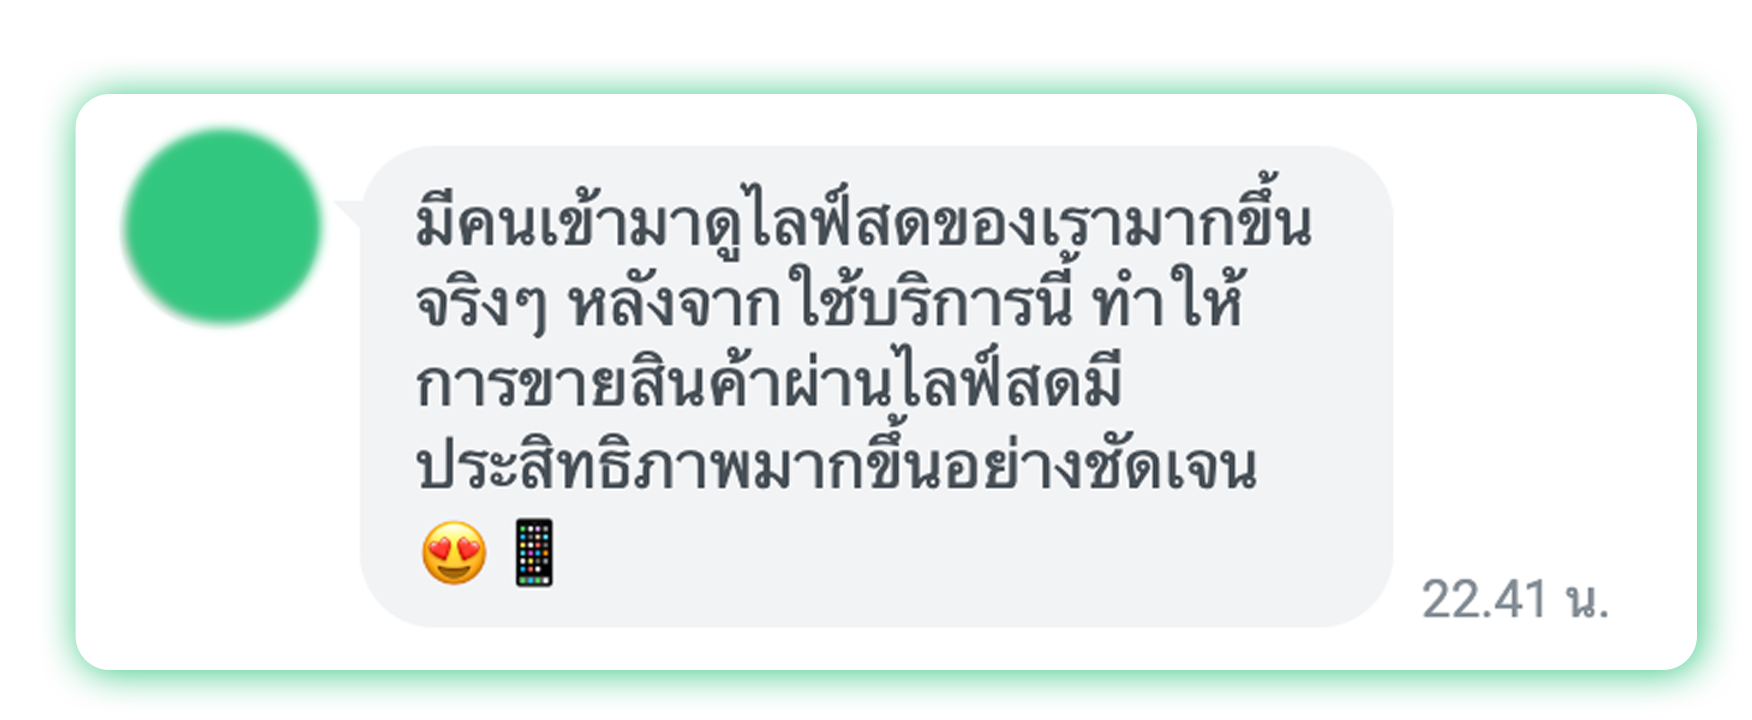 มีคนเข้ามาดูไลฟ์สดของเรามากขึ้น
จริงๆ หลังจากใช้บริการนี้ ทำให้
การขายสินค้าผ่านไลฟ์สดมี
ประสิทธิภาพมากขึ้นอย่างชัดเจน
😍 📱
22.41 น.